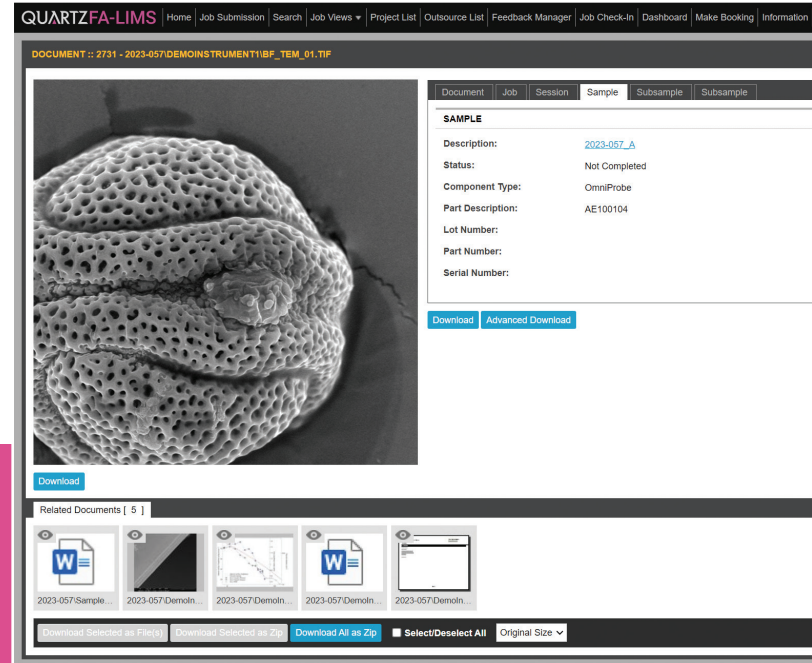 QUARTZFA-LIMS Home Job Submission Search Job Views ▾ Project List Outsource List Feedback Manager Job Check-In Dashboard Make Booking Information
DOCUMENT :: 2731 - 2023-057\DEMOINSTRUMENT1\BF_TEM_01.TIF
Document Job Session Sample Subsample Subsample
SAMPLE
Description: 2023-057_A
Status: Not Completed
Component Type: OmniProbe
Part Description: AE100104
Lot Number:
Part Number:
Serial Number:
Download Advanced Download
Download
Related Documents [ 5 ]
2023-057\Sample... 2023-057\DemoIn... 2023-057\DemoIn... 2023-057\DemoIn... 2023-057\DemoIn...
Download Selected as File(s) Download Selected as Zip Download All as Zip Select/Deselect All Original Size